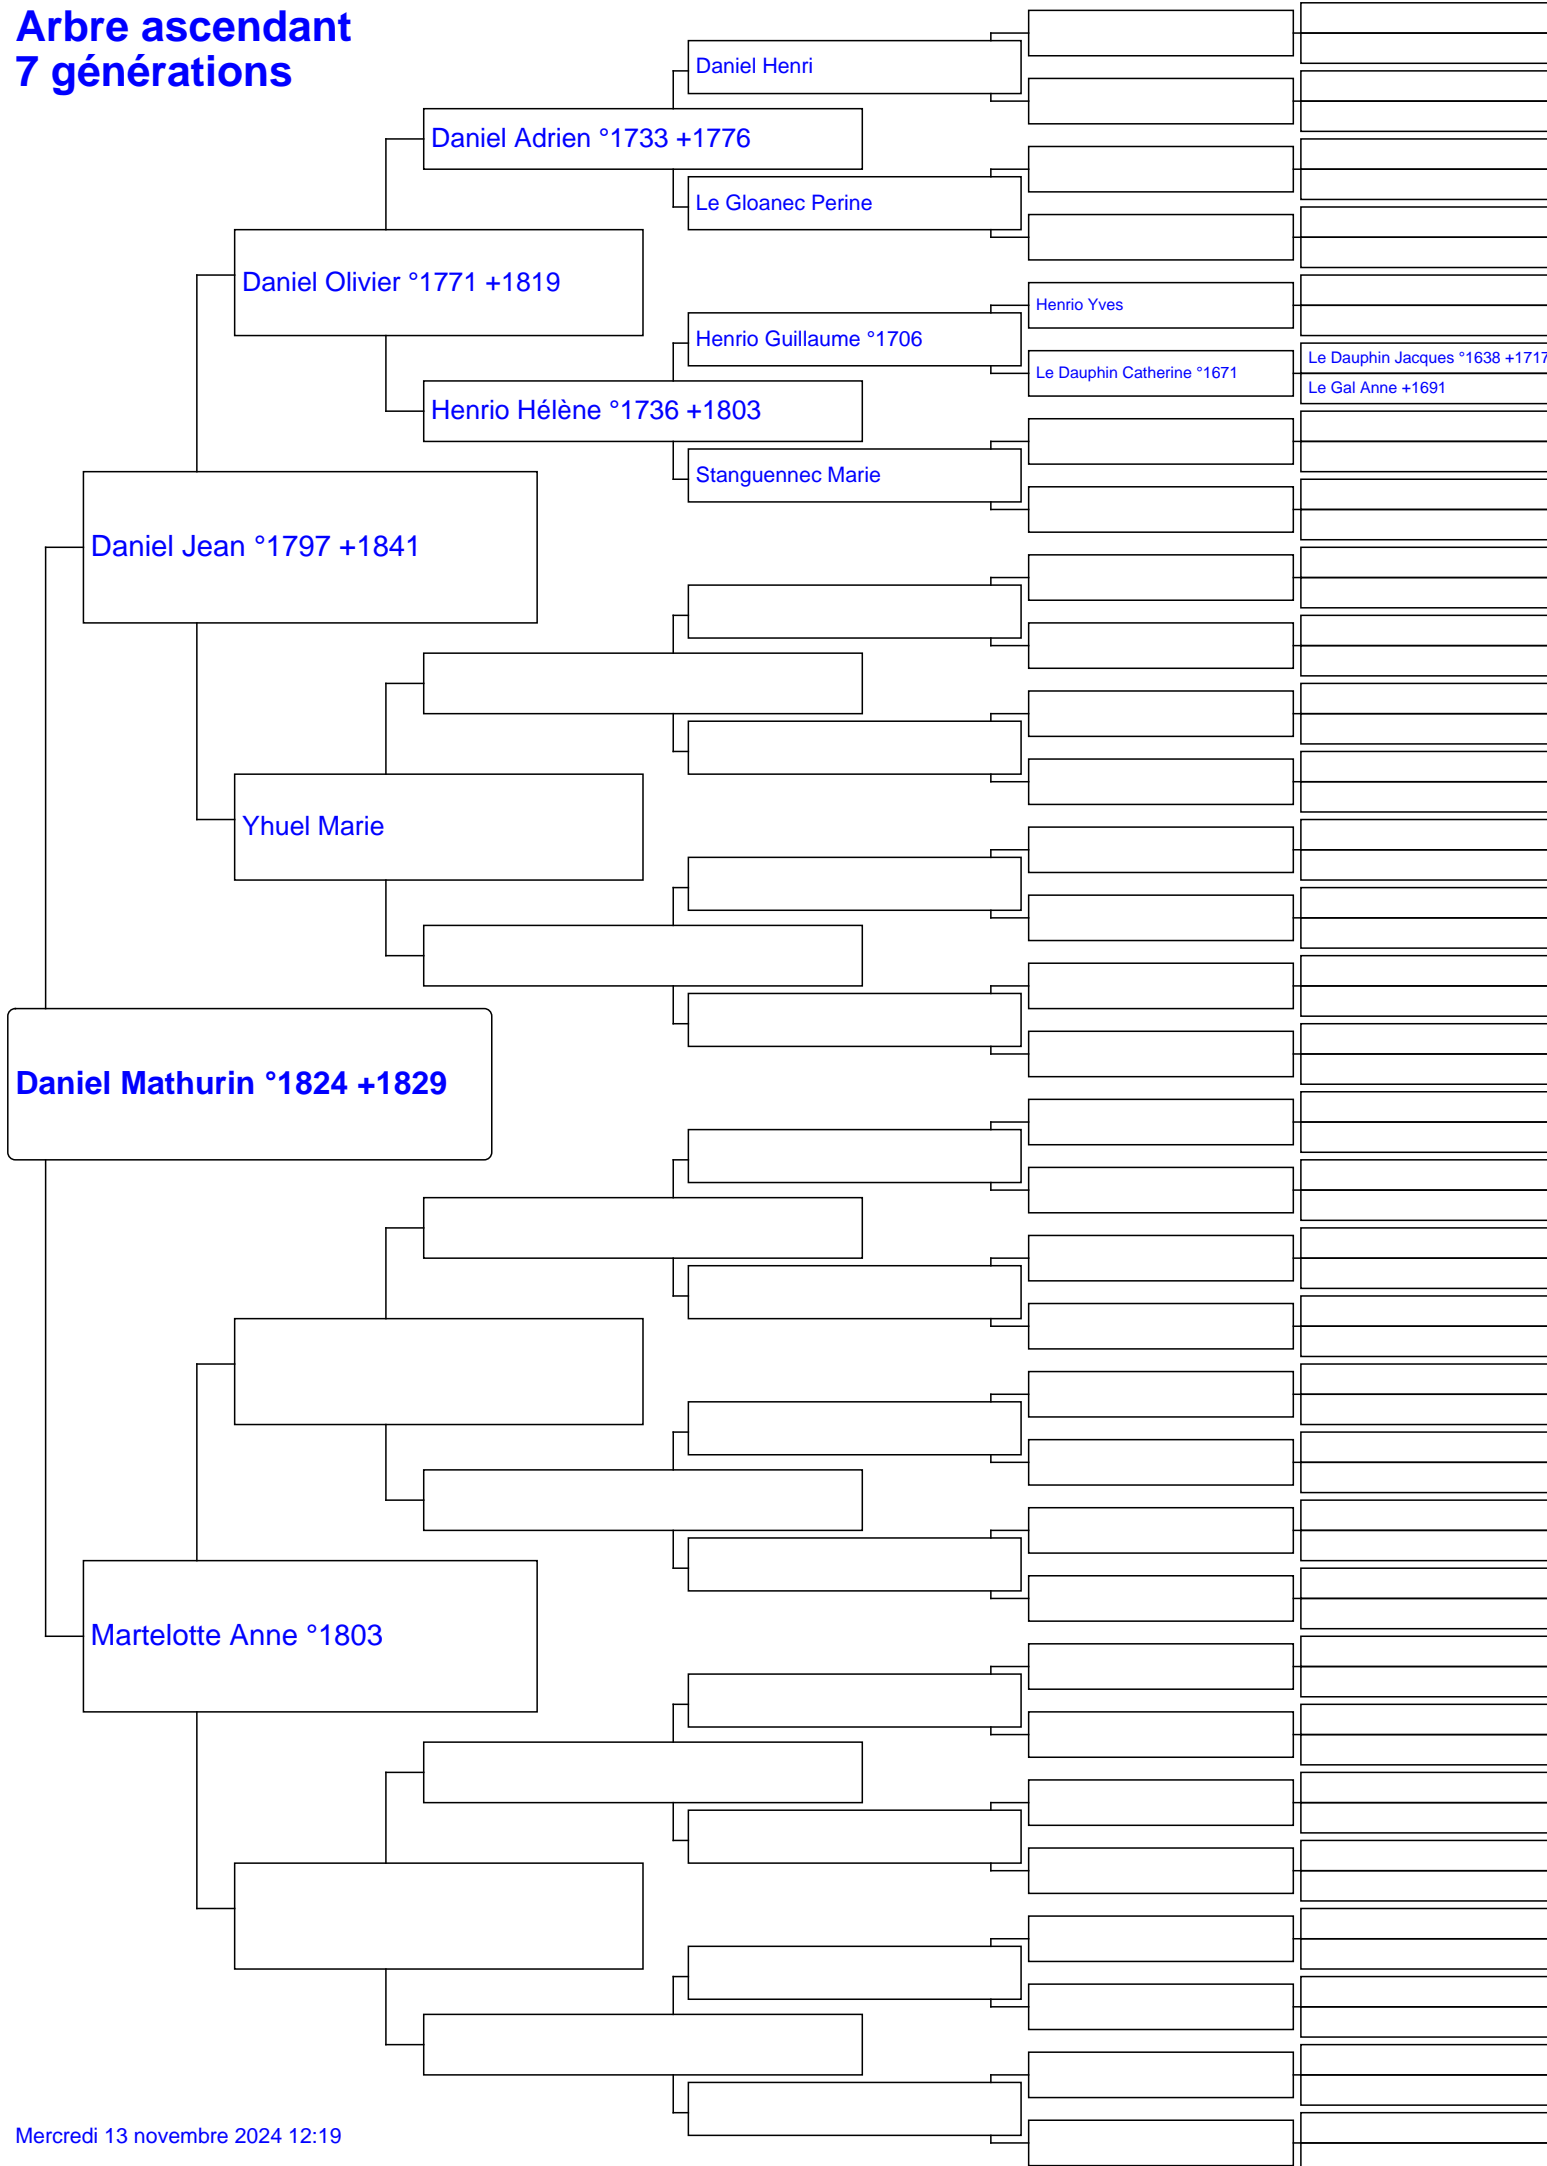 Arbre ascendant
7 générations
Daniel Henri
Daniel Adrien °1733 +1776
Le Gloanec Perine
Daniel Olivier °1771 +1819
Henrio Yves
Henrio Guillaume °1706
Le Dauphin Jacques °1638 +1717
Le Dauphin Catherine °1671
Le Gal Anne +1691
Henrio Hélène °1736 +1803
Stanguennec Marie
Daniel Jean °1797 +1841
Yhuel Marie
Daniel Mathurin °1824 +1829
Martelotte Anne °1803
Mercredi 13 novembre 2024 12:19